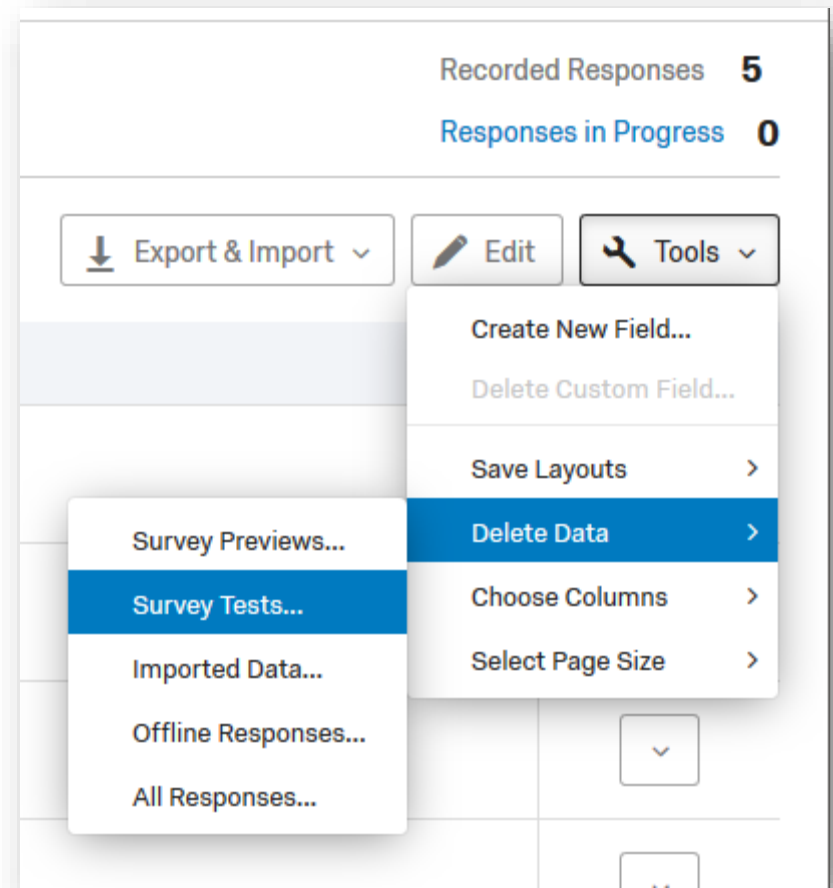 Recorded Responses 5
Responses in Progress 0
Export & Import
Edit
Tools
Create New Field...
Delete Custom Field...
Save Layouts
Delete Data
Choose Columns
Select Page Size
Survey Previews...
Survey Tests...
Imported Data...
Offline Responses...
All Responses...